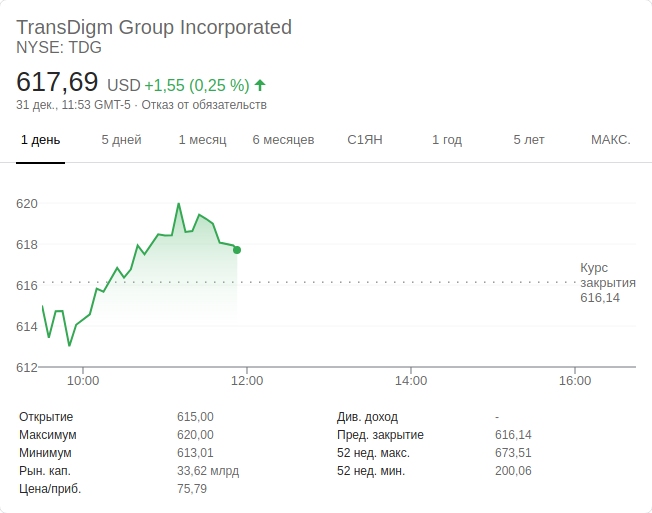 TransDigm Group Incorporated
NYSE: TDG
617,69 USD +1,55 (0,25 %)
31 дек., 11:53 GMT-5 · Отказ от обязательств
1 день 5 дней 1 месяц 6 месяцев С1ЯН 1 год 5 лет МАКС.
620
618
616
614
612
Курс
закрытия
616,14
10:00 12:00 14:00 16:00
Открытие 615,00 Див. доход -
Максимум 620,00 Пред. закрытие 616,14
Минимум 613,01 52 нед. макс. 673,51
Рын. кап. 33,62 млрд 52 нед. мин. 200,06
Цена/приб. 75,79